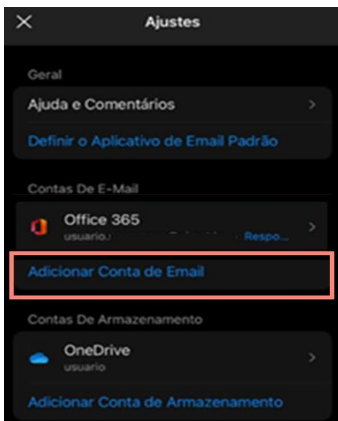 Ajustes
Geral
Ajuda e Comentários
Definir o Aplicativo de Email Padrão
Contas De E-Mail
Office 365
usuario. Respo...
Adicionar Conta de Email
Contas De Armazenamento
OneDrive
usuario
Adicionar Conta de Armazenamento